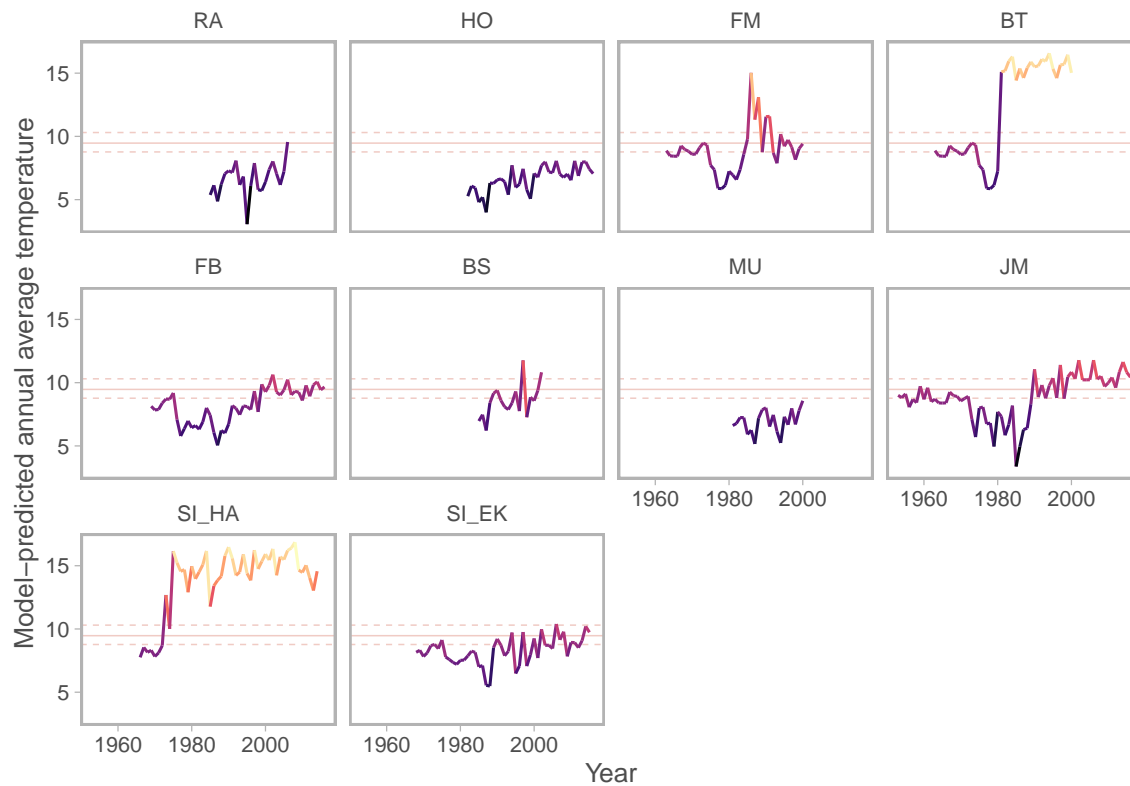 RA HO FM BT
15
10
5
FB BS MU JM
15
10
5
1960 1980 2000 1960 1980 2000
SI_HA SI_EK
15
10
5
1960 1980 2000 1960 1980 2000
Year
Model−predicted annual average temperature